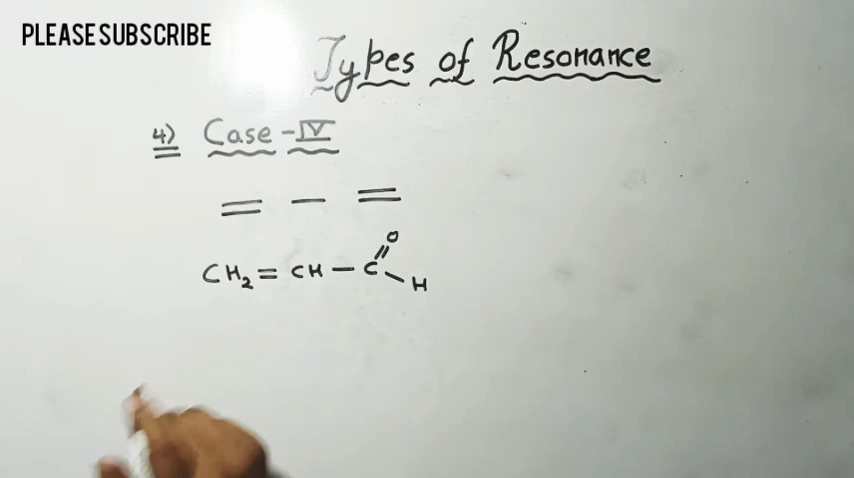 PLEASE SUBSCRIBE
Types of Resonance
4) Case-IV
= - =
O
CH₂ = CH - C
H